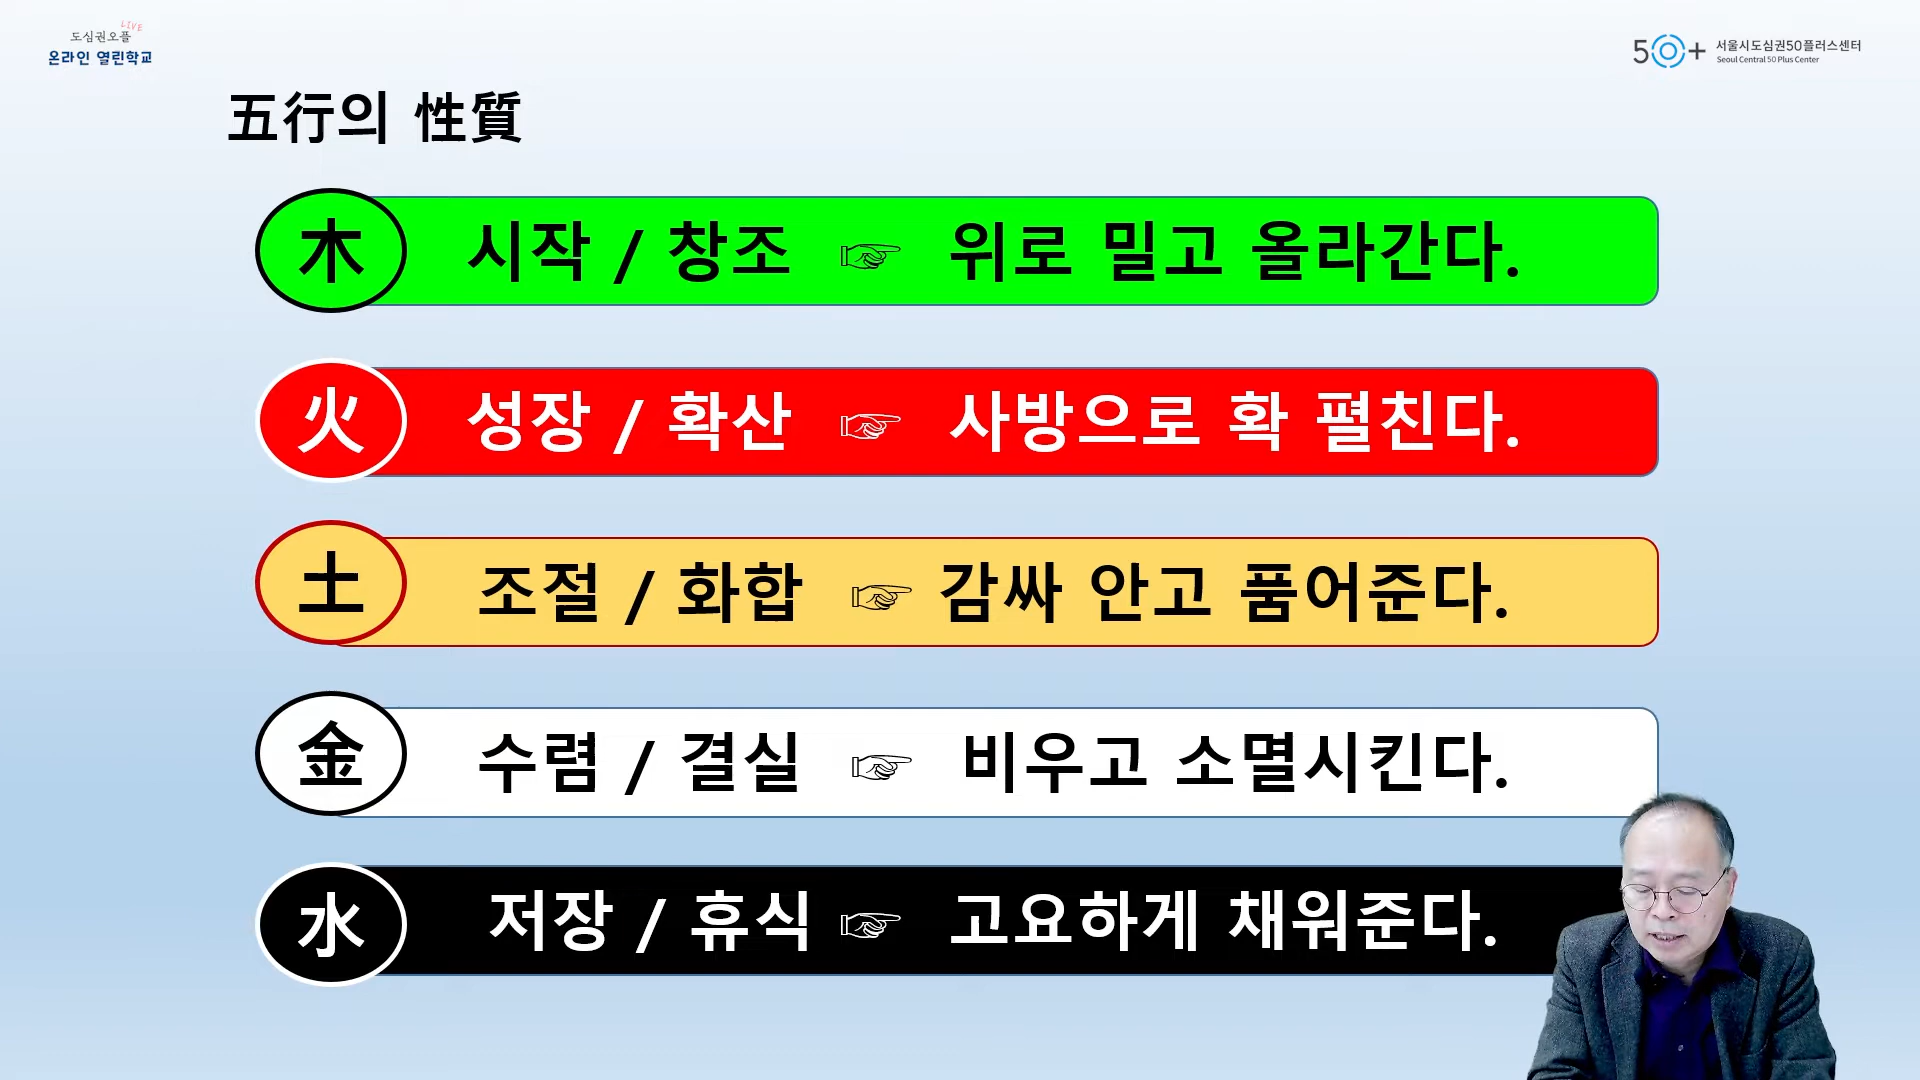 도심권오플 LIVE
온라인 열린학교
50+ 서울시도심권50플러스센터
Seoul Central 50 Plus Center
五行의 性質
木 시작 / 창조 ☞ 위로 밀고 올라간다.
火 성장 / 확산 ☞ 사방으로 확 펼친다.
土 조절 / 화합 ☞ 감싸 안고 품어준다.
金 수렴 / 결실 ☞ 비우고 소멸시킨다.
水 저장 / 휴식 ☞ 고요하게 채워준다.